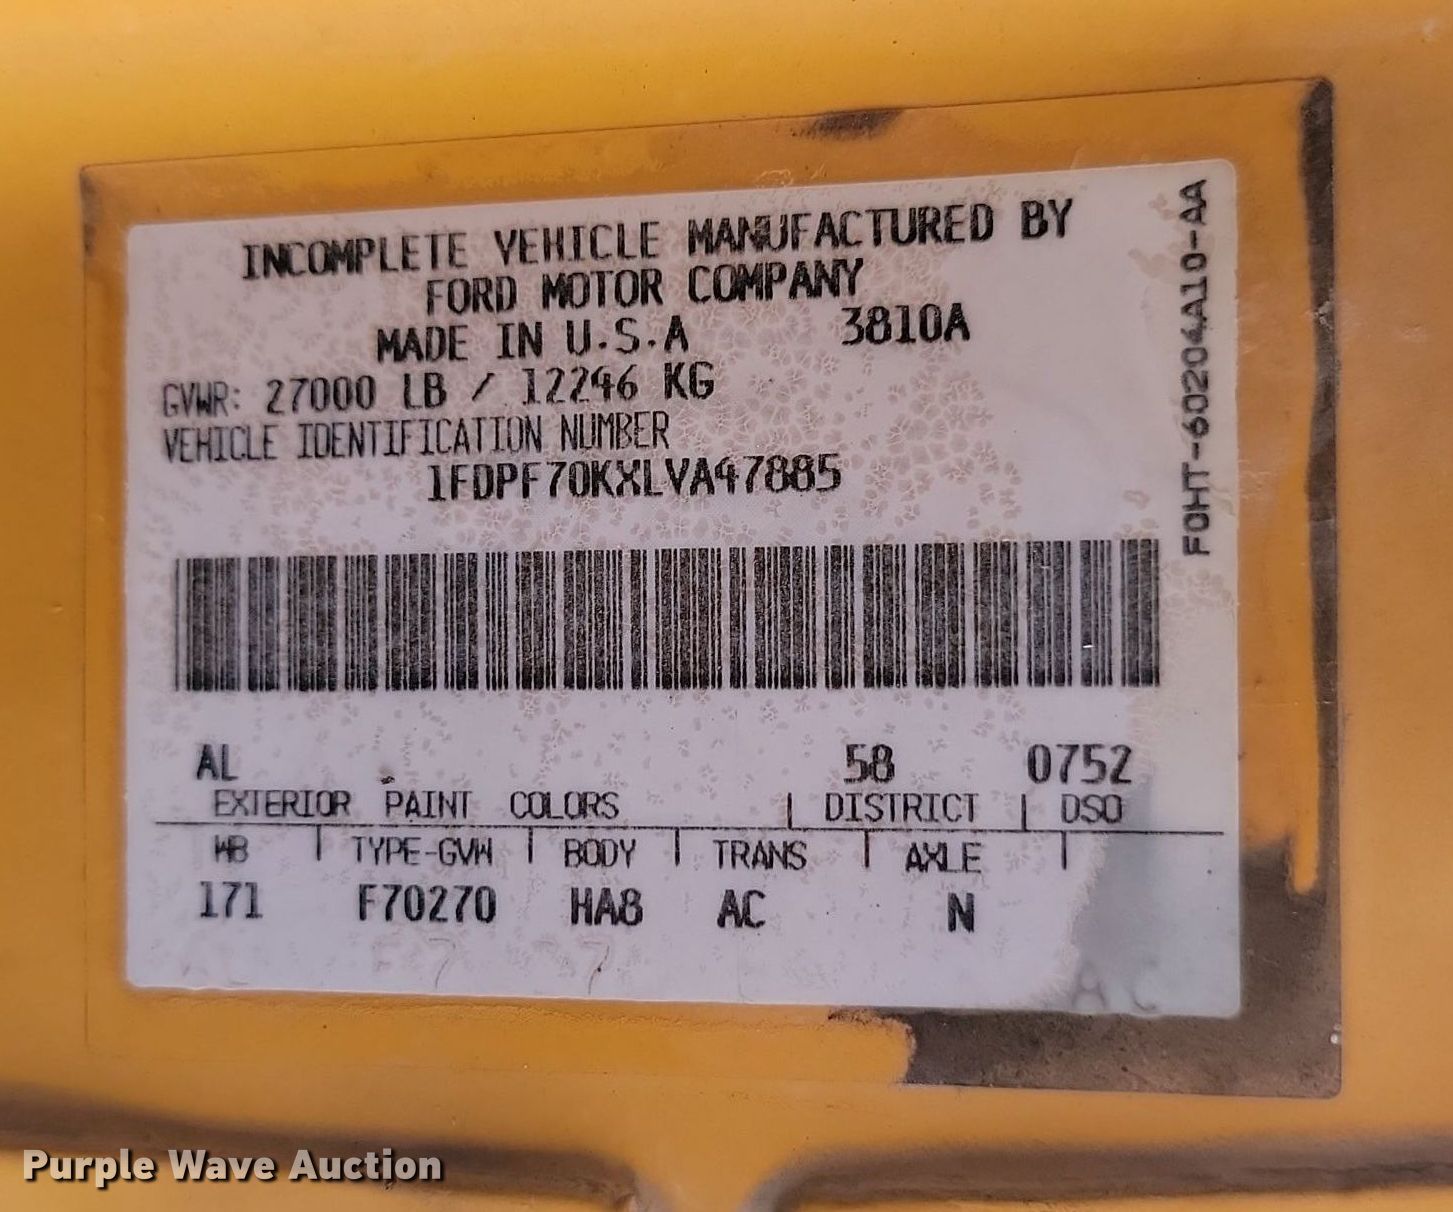 INCOMPLETE VEHICLE MANUFACTURED BY
FORD MOTOR COMPANY
MADE IN U.S.A 3810A
GVWR: 27000 LB / 12246 KG
VEHICLE IDENTIFICATION NUMBER
1FDPF70KXLVA47885
F0HT-60204A10-AA
AL 58 0752
EXTERIOR PAINT COLORS | DISTRICT | DSO
WB | TYPE-GVW | BODY | TRANS | AXLE |
171 F70270 HA8 AC N
Purple Wave Auction